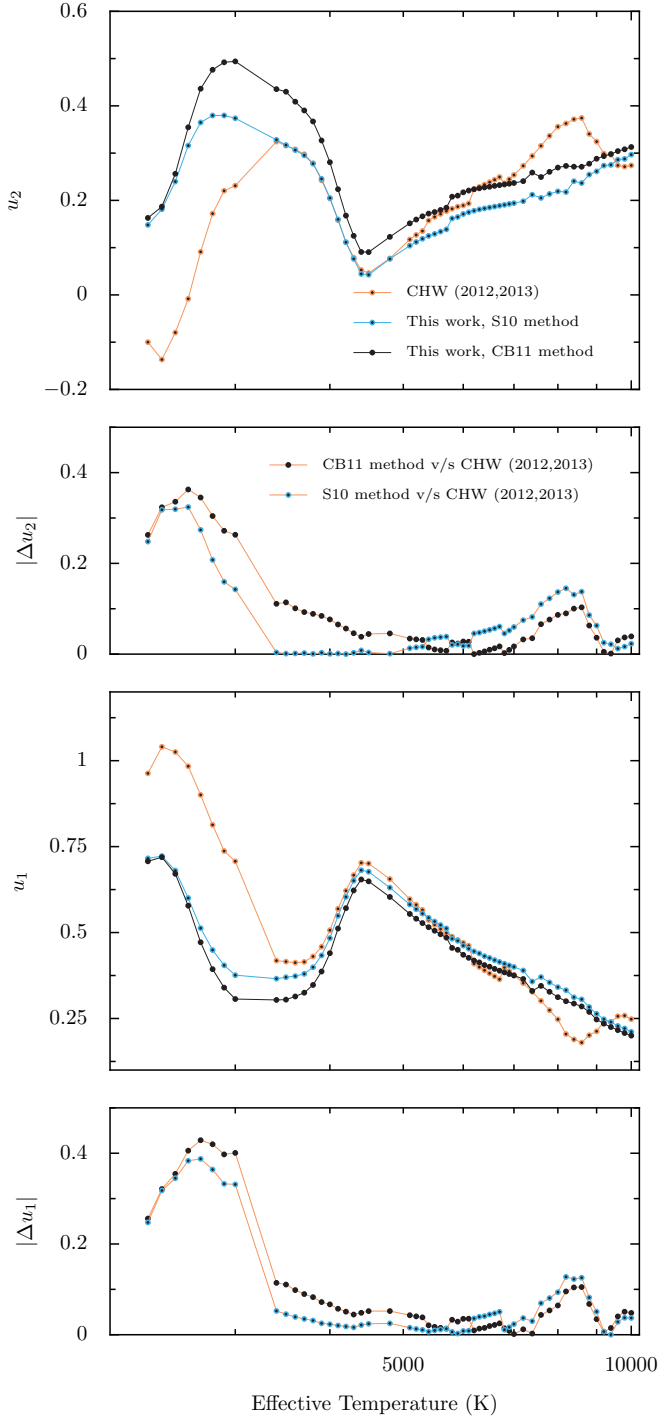 0.6
0.4
0.2
0
−0.2
u₂
CHW (2012,2013)
This work, S10 method
This work, CB11 method
0.4
0.2
0
|Δu₂|
CB11 method v/s CHW (2012,2013)
S10 method v/s CHW (2012,2013)
1
0.75
0.5
0.25
u₁
0.4
0.2
0
|Δu₁|
5000
10000
Effective Temperature (K)